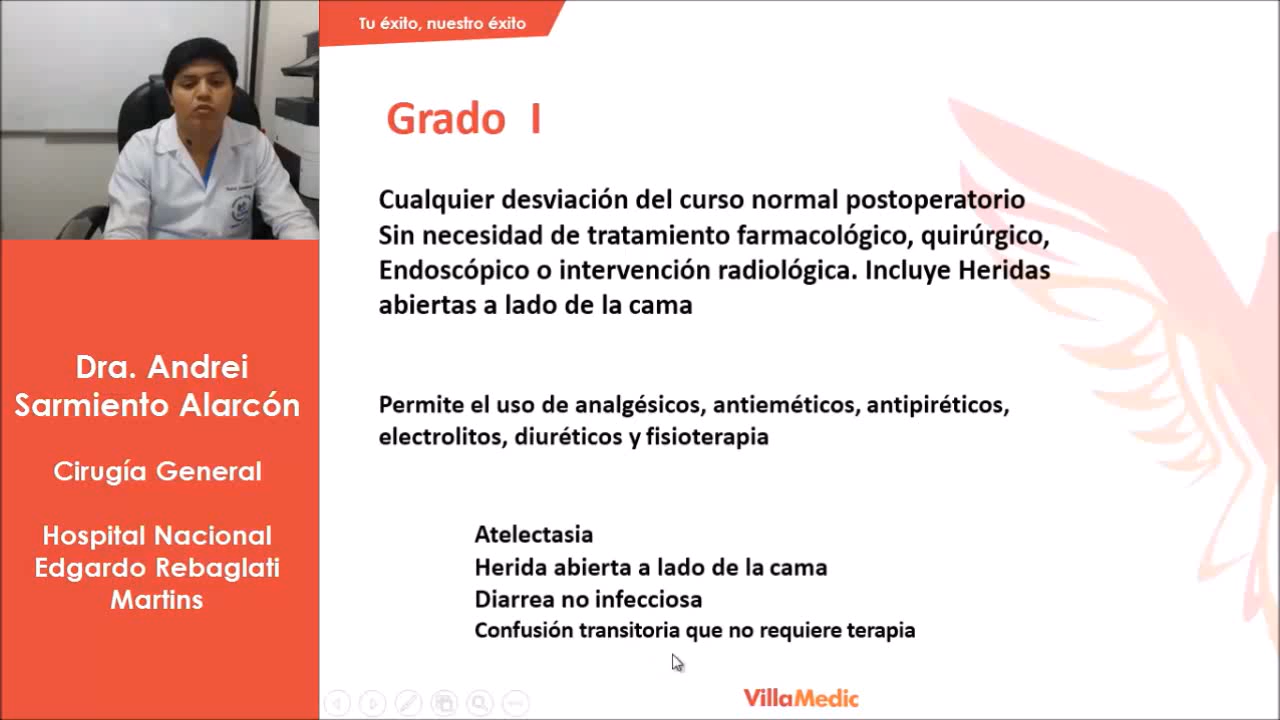 Tu éxito, nuestro éxito
Grado I
Cualquier desviación del curso normal postoperatorio
Sin necesidad de tratamiento farmacológico, quirúrgico,
Endoscópico o intervención radiológica. Incluye Heridas
abiertas a lado de la cama
Permite el uso de analgésicos, antieméticos, antipiréticos,
electrolitos, diuréticos y fisioterapia
Atelectasia
Herida abierta a lado de la cama
Diarrea no infecciosa
Confusión transitoria que no requiere terapia
Dra. Andrei
Sarmiento Alarcón
Cirugía General
Hospital Nacional
Edgardo Rebaglati
Martins
VillaMedic